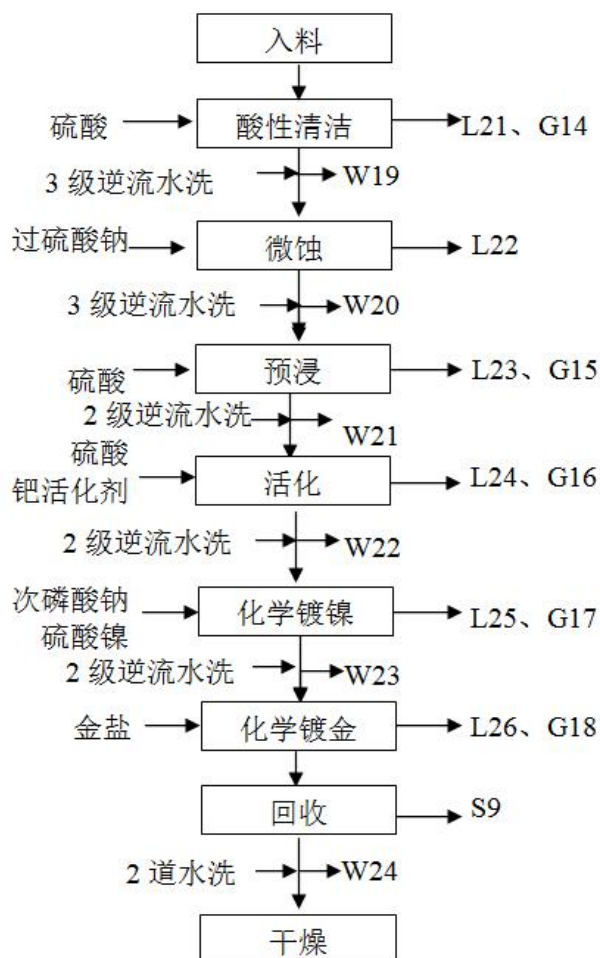 入料
硫酸
酸性清洁
L21、G14
3 级逆流水洗
W19
过硫酸钠
微蚀
L22
3 级逆流水洗
W20
硫酸
预浸
L23、G15
2 级逆流水洗
W21
硫酸
钯活化剂
活化
L24、G16
2 级逆流水洗
W22
次磷酸钠
硫酸镍
化学镀镍
L25、G17
2 级逆流水洗
W23
金盐
化学镀金
L26、G18
回收
S9
2 道水洗
W24
干燥